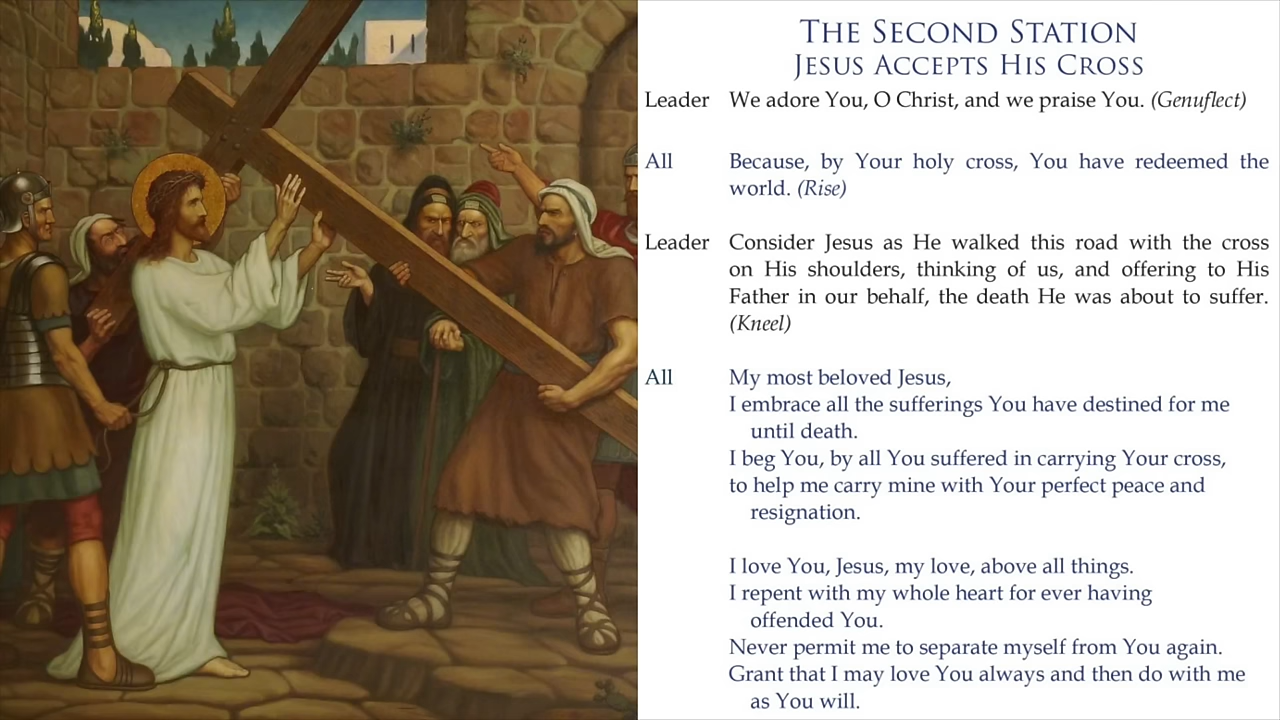 THE SECOND STATION
JESUS ACCEPTS HIS CROSS
Leader We adore You, O Christ, and we praise You. (Genuflect)
All Because, by Your holy cross, You have redeemed the
world. (Rise)
Leader Consider Jesus as He walked this road with the cross
on His shoulders, thinking of us, and offering to His
Father in our behalf, the death He was about to suffer.
(Kneel)
All My most beloved Jesus,
I embrace all the sufferings You have destined for me
until death.
I beg You, by all You suffered in carrying Your cross,
to help me carry mine with Your perfect peace and
resignation.
I love You, Jesus, my love, above all things.
I repent with my whole heart for ever having
offended You.
Never permit me to separate myself from You again.
Grant that I may love You always and then do with me
as You will.